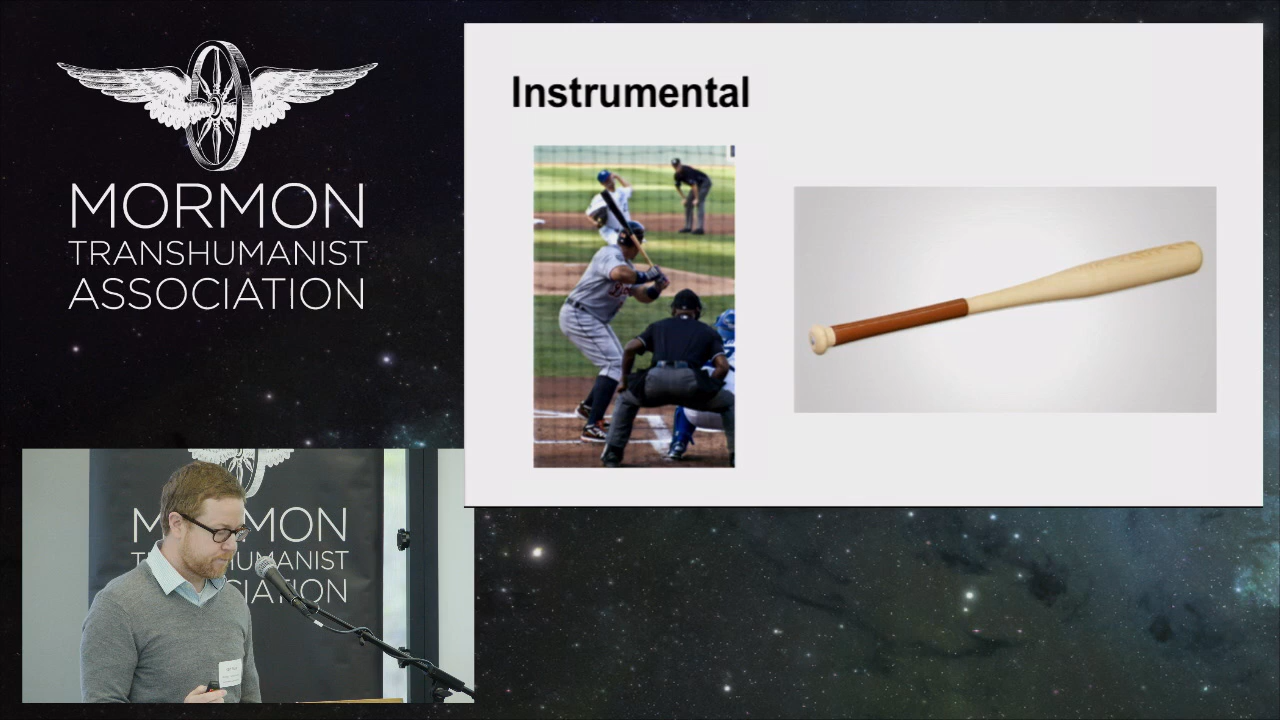 MORMON
TRANSHUMANIST
ASSOCIATION
Instrumental
MORMON
TRANSHUMANIST
ASSOCIATION